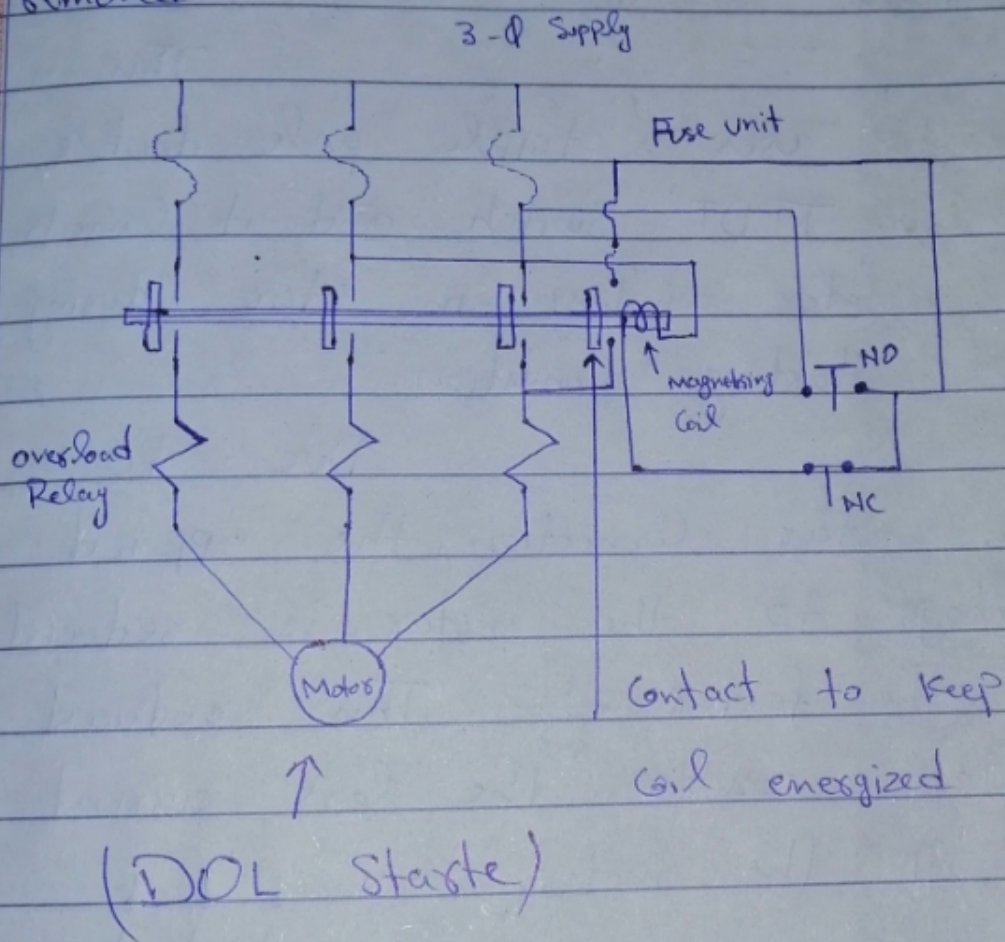 3-Φ Supply
Fuse unit
NO
Magnetising
Coil
overload
Relay
NC
Motor
Contact to Keep
Coil energized
(DOL Starte)